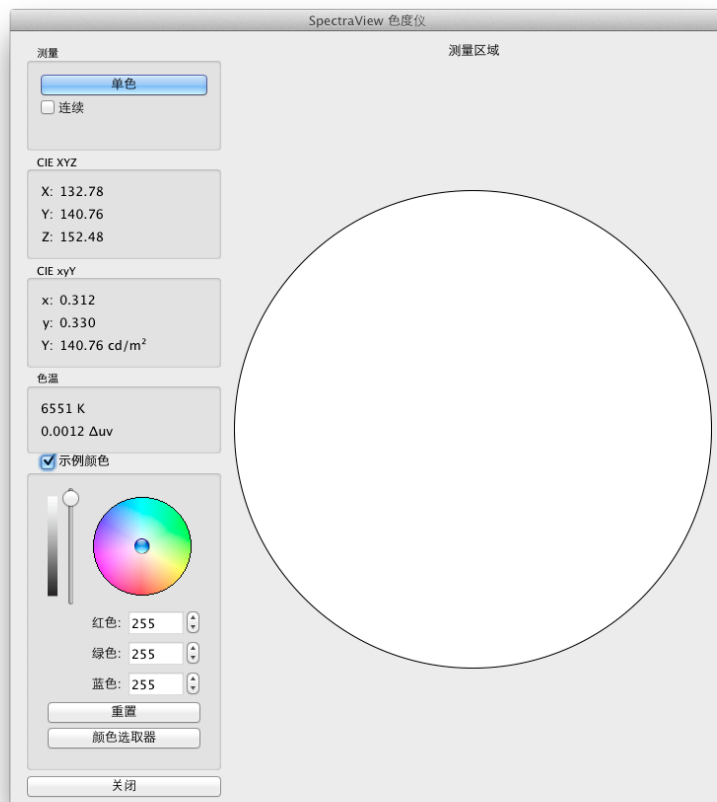 SpectraView 色度仪
测量
单色
连续
CIE XYZ
X: 132.78
Y: 140.76
Z: 152.48
CIE xyY
x: 0.312
y: 0.330
Y: 140.76 cd/m²
色温
6551 K
0.0012 Δuv
示例颜色
红色: 255
绿色: 255
蓝色: 255
重置
颜色选取器
关闭
测量区域